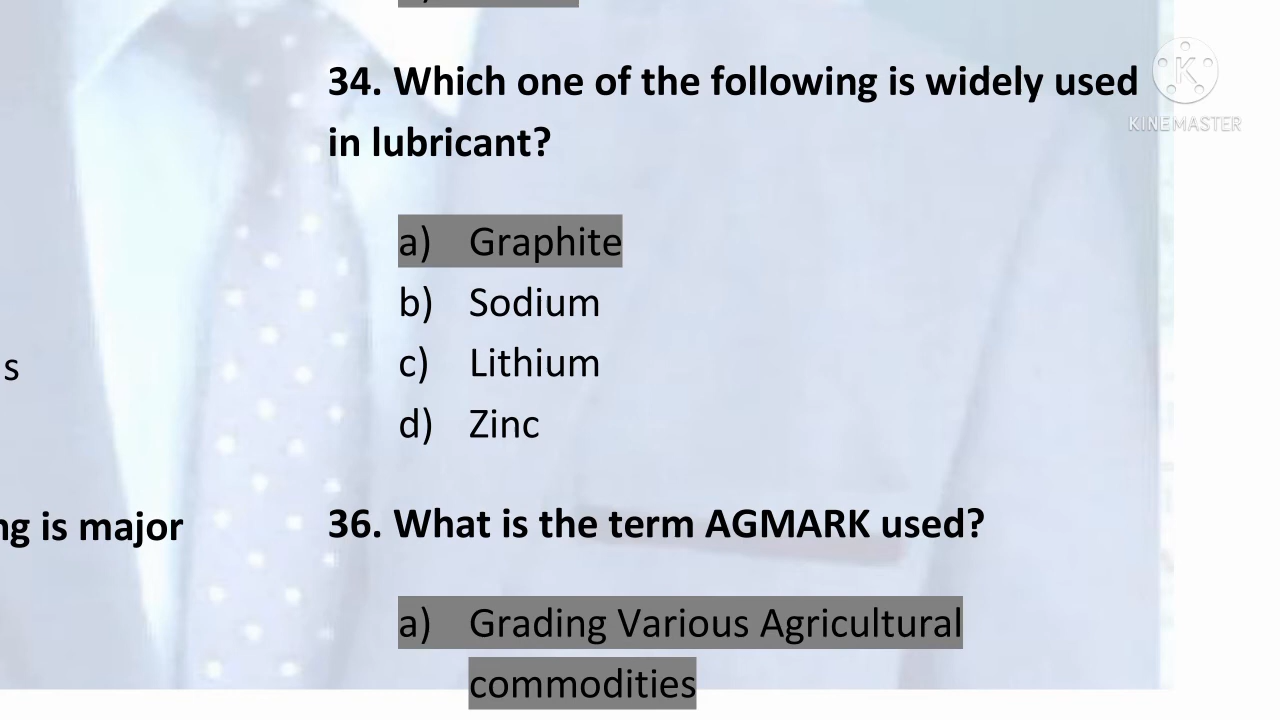 34. Which one of the following is widely used
in lubricant?
K
KINEMASTER
a) Graphite
b) Sodium
c) Lithium
d) Zinc
s
ng is major
36. What is the term AGMARK used?
a) Grading Various Agricultural
commodities